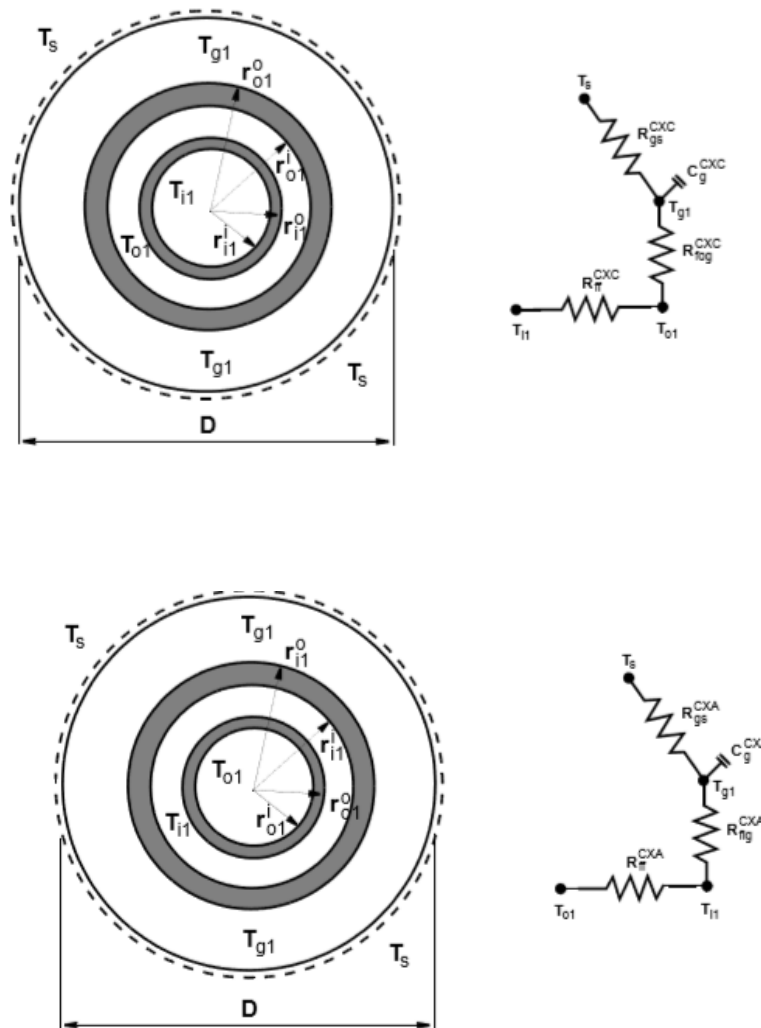 Ts
Tg1
r o o1
r i o1
Ti1
r o i1
r i i1
To1
Tg1
Ts
D
Ts
R CXC gs
C CXC g
Tg1
R CXC fog
R CXC ff
TI1
To1
Ts
Tg1
r o i1
r i i1
To1
r o o1
r i o1
Ti1
Tg1
Ts
D
Ts
R CXA gs
C CX g
Tg1
R CXA fig
R CXA ff
To1
TI1